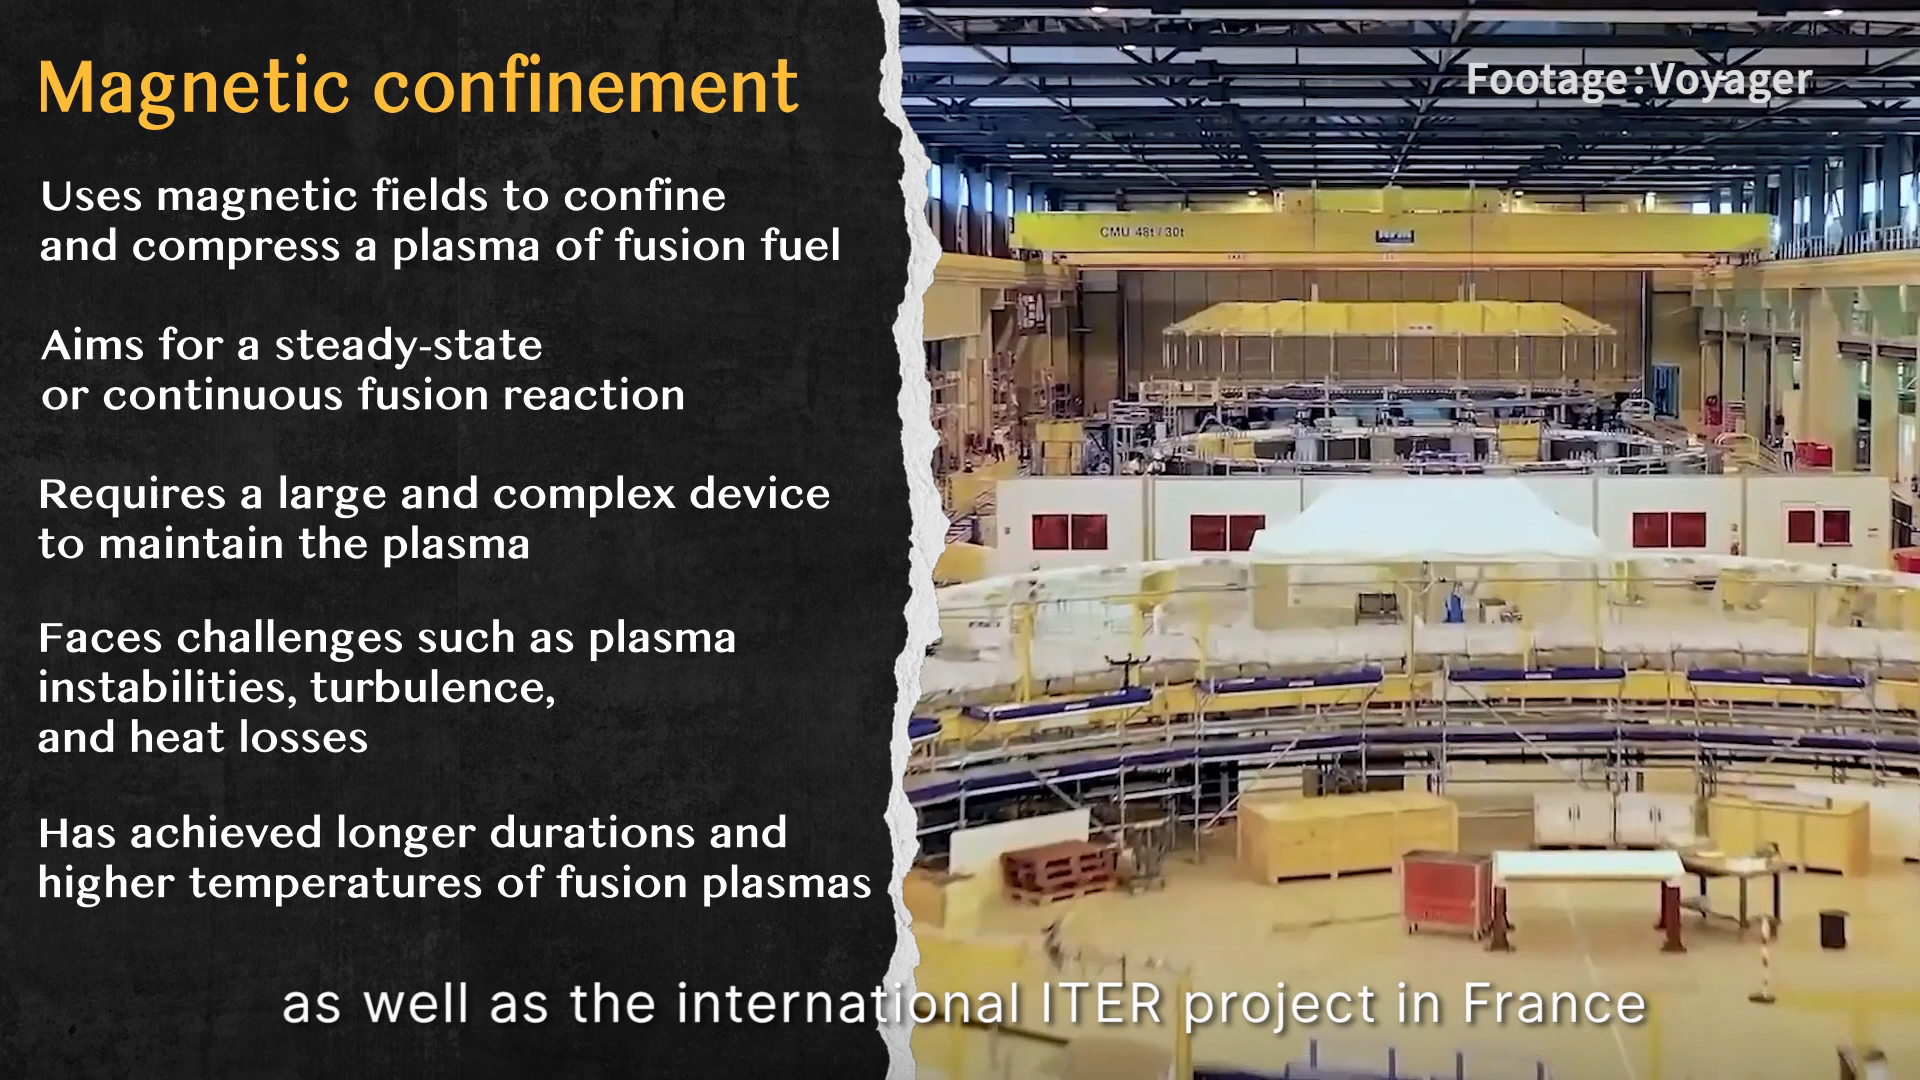 Magnetic confinement
Uses magnetic fields to confine
and compress a plasma of fusion fuel
Aims for a steady-state
or continuous fusion reaction
Requires a large and complex device
to maintain the plasma
Faces challenges such as plasma
instabilities, turbulence,
and heat losses
Has achieved longer durations and
higher temperatures of fusion plasmas
Footage:Voyager
CMU 48t / 30t
as well as the international ITER project in France